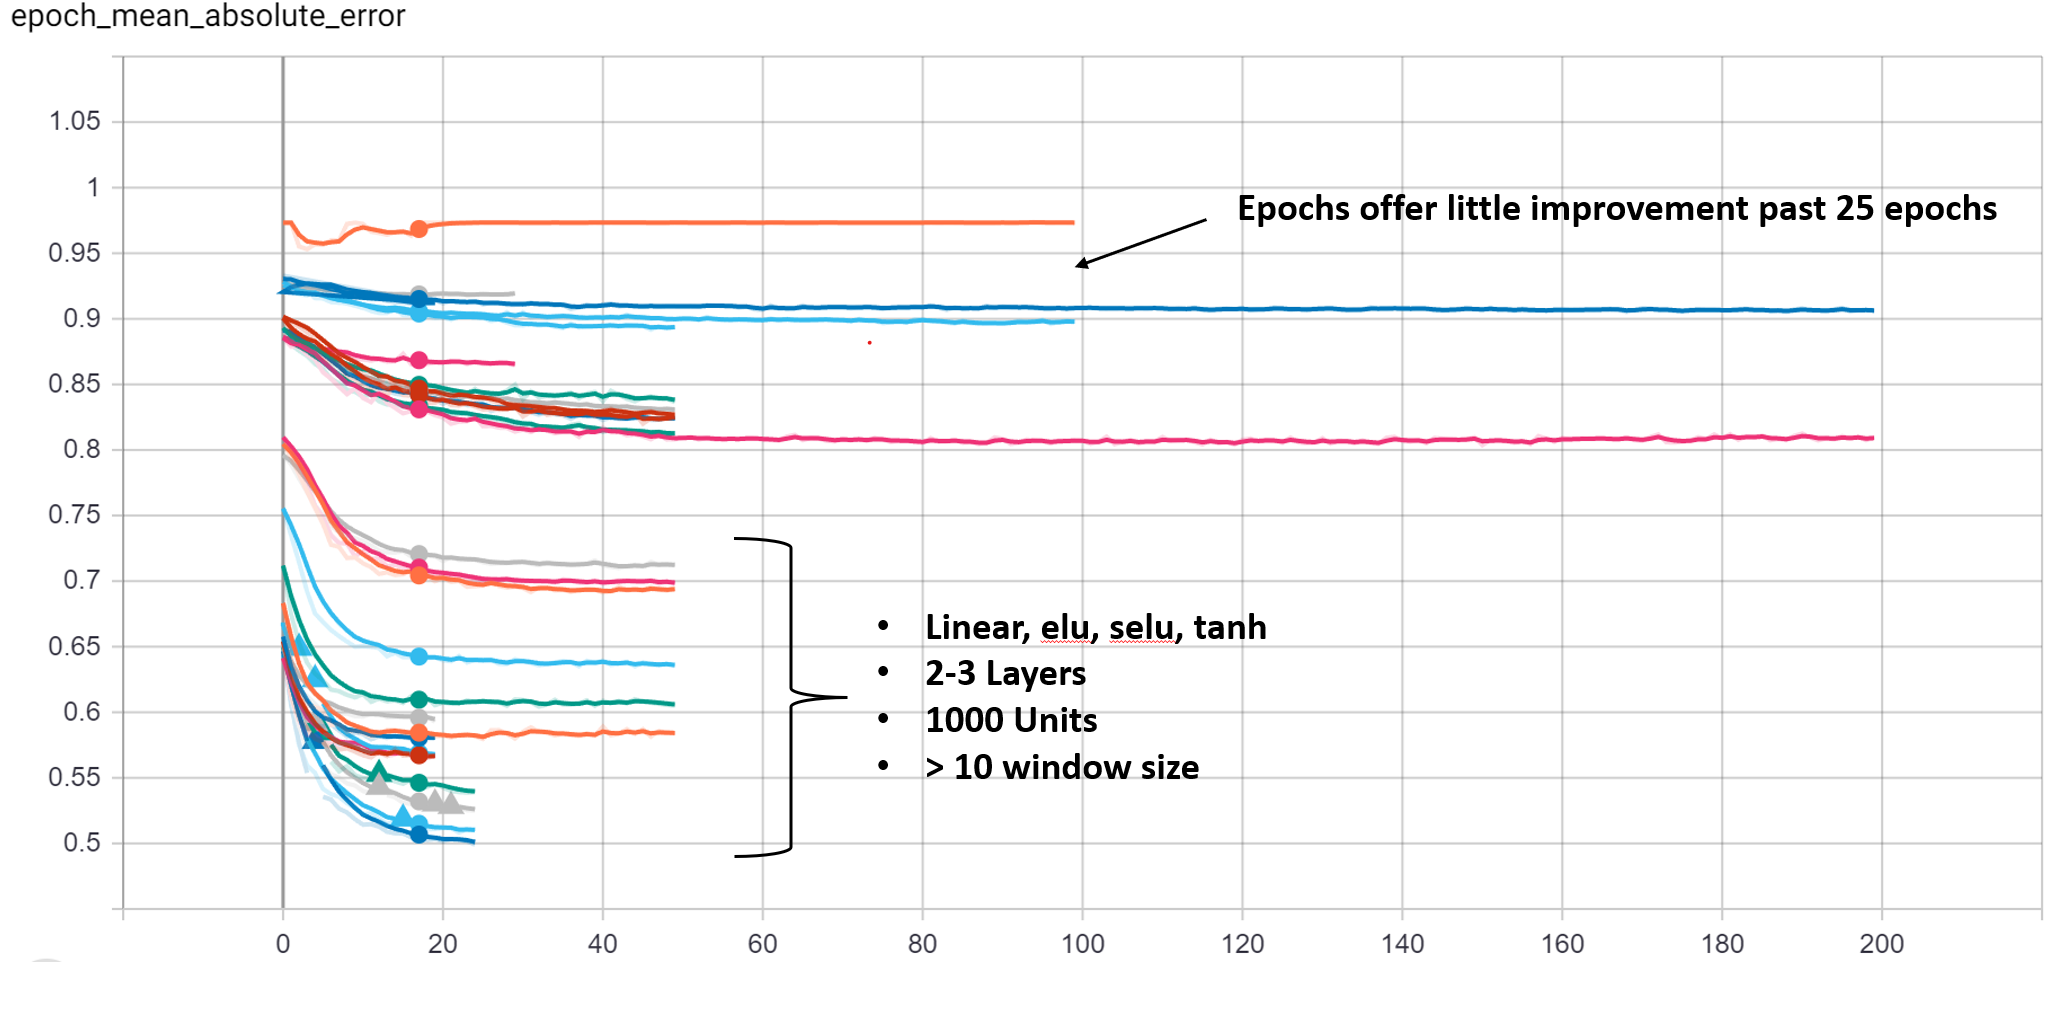 epoch_mean_absolute_error
1.05
1
Epochs offer little improvement past 25 epochs
0.95
0.9
0.85
0.8
0.75
0.7
• Linear, elu, selu, tanh
0.65
• 2-3 Layers
0.6
• 1000 Units
• > 10 window size
0.55
0.5
0 20 40 60 80 100 120 140 160 180 200